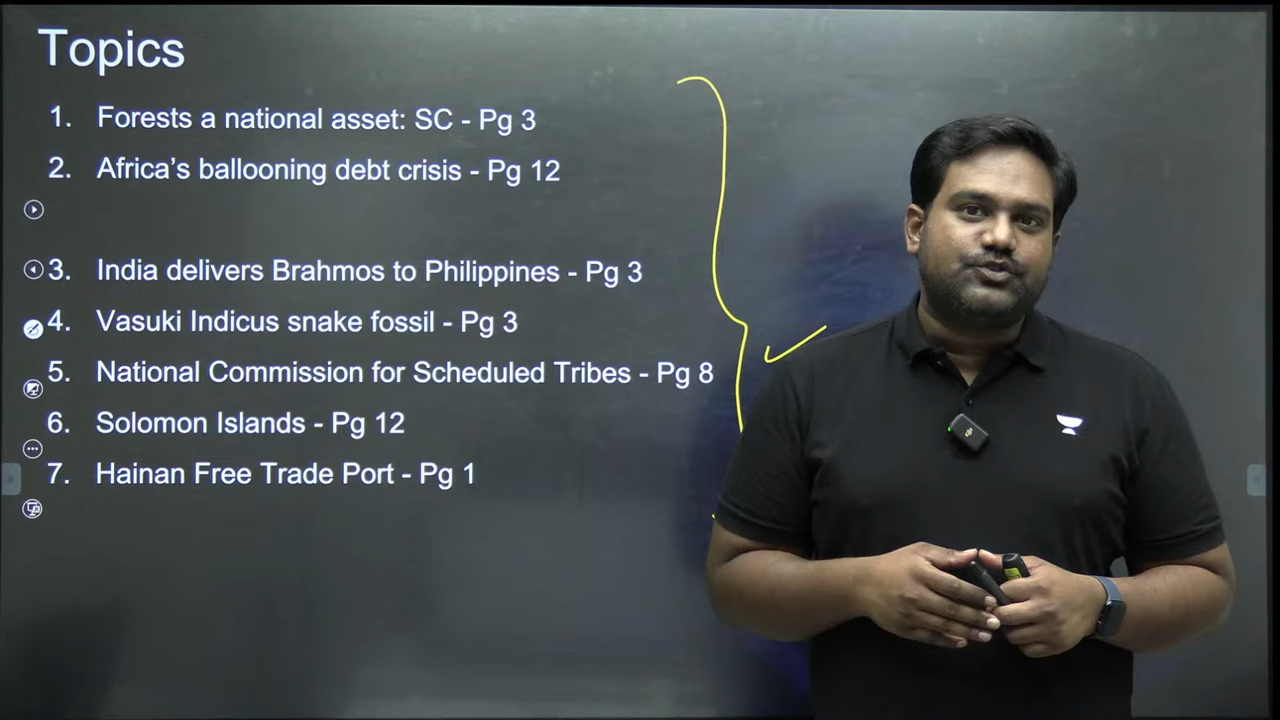 Topics
1. Forests a national asset: SC - Pg 3
2. Africa's ballooning debt crisis - Pg 12
3. India delivers Brahmos to Philippines - Pg 3
4. Vasuki Indicus snake fossil - Pg 3
5. National Commission for Scheduled Tribes - Pg 8
6. Solomon Islands - Pg 12
7. Hainan Free Trade Port - Pg 1